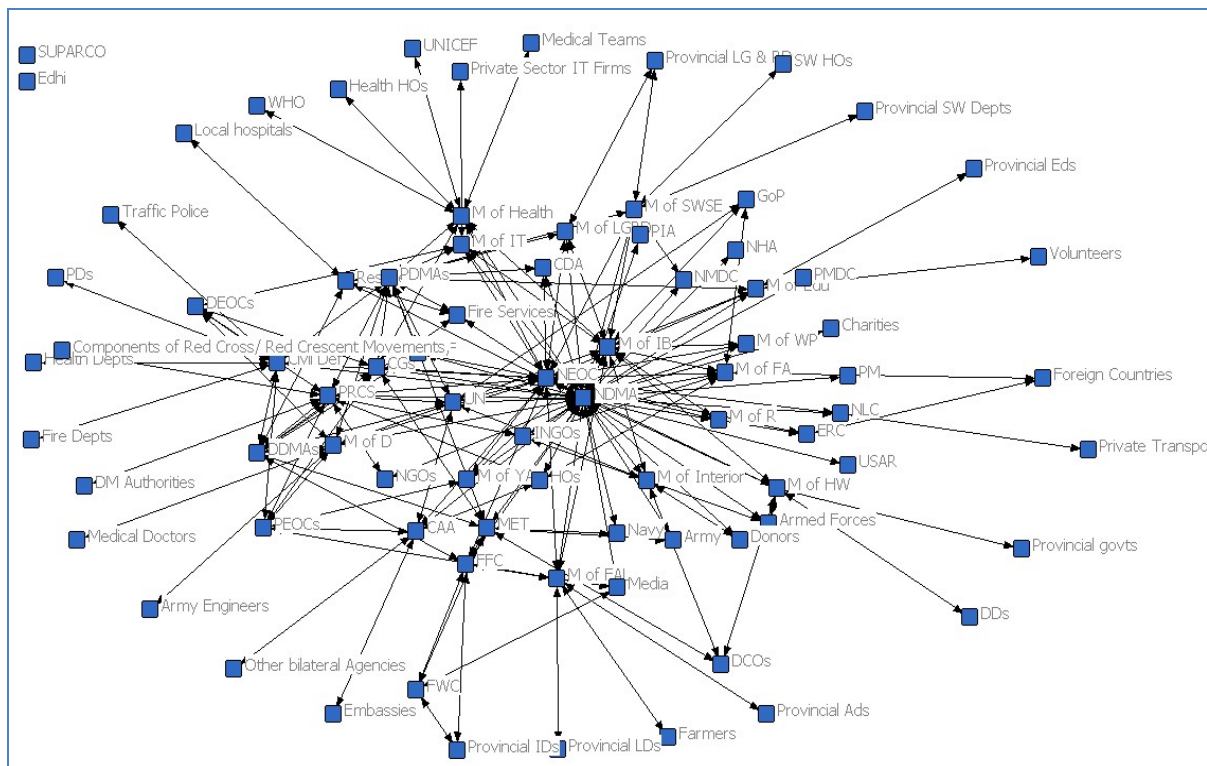 UNICEF
Medical Teams
SUPARCO
Provincial LG &
SW HOs
Private Sector IT Firms
Edhi
Health HOs
WHO
Provincial SW Depts
Local hospitals
Provincial Eds
GoP
M of SWSE
Traffic Police
M of Health
M of
PIA
M of IT
NHA
Volunteers
CDA
PDMAs
NMDC
PMDC
PDs
M of Edu
DEOCs
Fire Services
Charities
M of IB
M of WP
Components of Red Cross/ Red Crescent Movements,=
Health Depts
CGs
NEOC
M of FA
PM
Foreign Countries
PRCS
UN
NDMA
NLC
M of R
ERC
Fire Depts
M of D
INGOs
Private Transpo
DDMAs
USAR
NGOs
M of YA
HOs
M of Interior
DM Authorities
M of HW
PEOCs
CAA
MET
Navy
Army
Donors
Armed Forces
Medical Doctors
Provincial govts
FFC
M of FAL
Media
Army Engineers
DDs
Other bilateral Agencies
DCOs
FWC
Embassies
Provincial Ads
Farmers
Provincial IDs
Provincial LDs